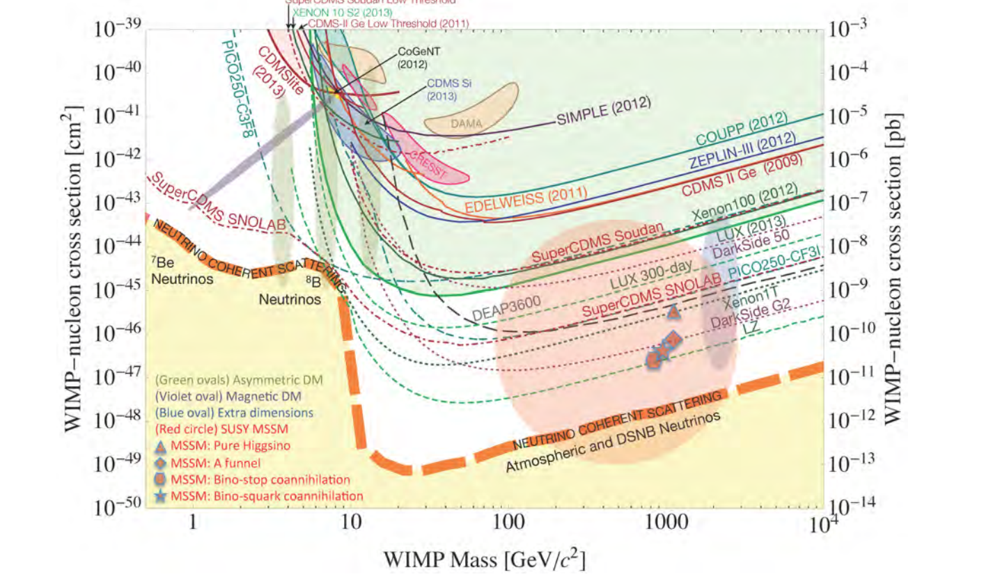 SuperCDMS Soudan Low Threshold
XENON 10 S2 (2013)
CDMS-II Ge Low Threshold (2011)
10−39
10−40
10−41
10−42
10−43
10−44
10−45
10−46
10−47
10−48
10−49
10−50
WIMP−nucleon cross section [cm2]
10−3
10−4
10−5
10−6
10−7
10−8
10−9
10−10
10−11
10−12
10−13
10−14
WIMP−nucleon cross section [pb]
PICO250-C3F8
CDMSlite
(2013)
CoGeNT
(2012)
CDMS Si
(2013)
DAMA
SIMPLE (2012)
COUPP (2012)
ZEPLIN-III (2012)
CDMS II Ge (2009)
CRESST
EDELWEISS (2011)
Xenon100 (2012)
SuperCDMS SNOLAB
SuperCDMS Soudan
LUX (2013)
DarkSide 50
NEUTRINO COHERENT SCATTERING
7Be
Neutrinos
8B
Neutrinos
LUX 300-day
PICO250-CF3I
DEAP3600
SuperCDMS SNOLAB
Xenon1T
DarkSide G2
LZ
(Green ovals) Asymmetric DM
(Violet oval) Magnetic DM
(Blue oval) Extra dimensions
(Red circle) SUSY MSSM
MSSM: Pure Higgsino
MSSM: A funnel
MSSM: Bino-stop coannihilation
MSSM: Bino-squark coannihilation
NEUTRINO COHERENT SCATTERING
Atmospheric and DSNB Neutrinos
1
10
100
1000
104
WIMP Mass [GeV/c2]